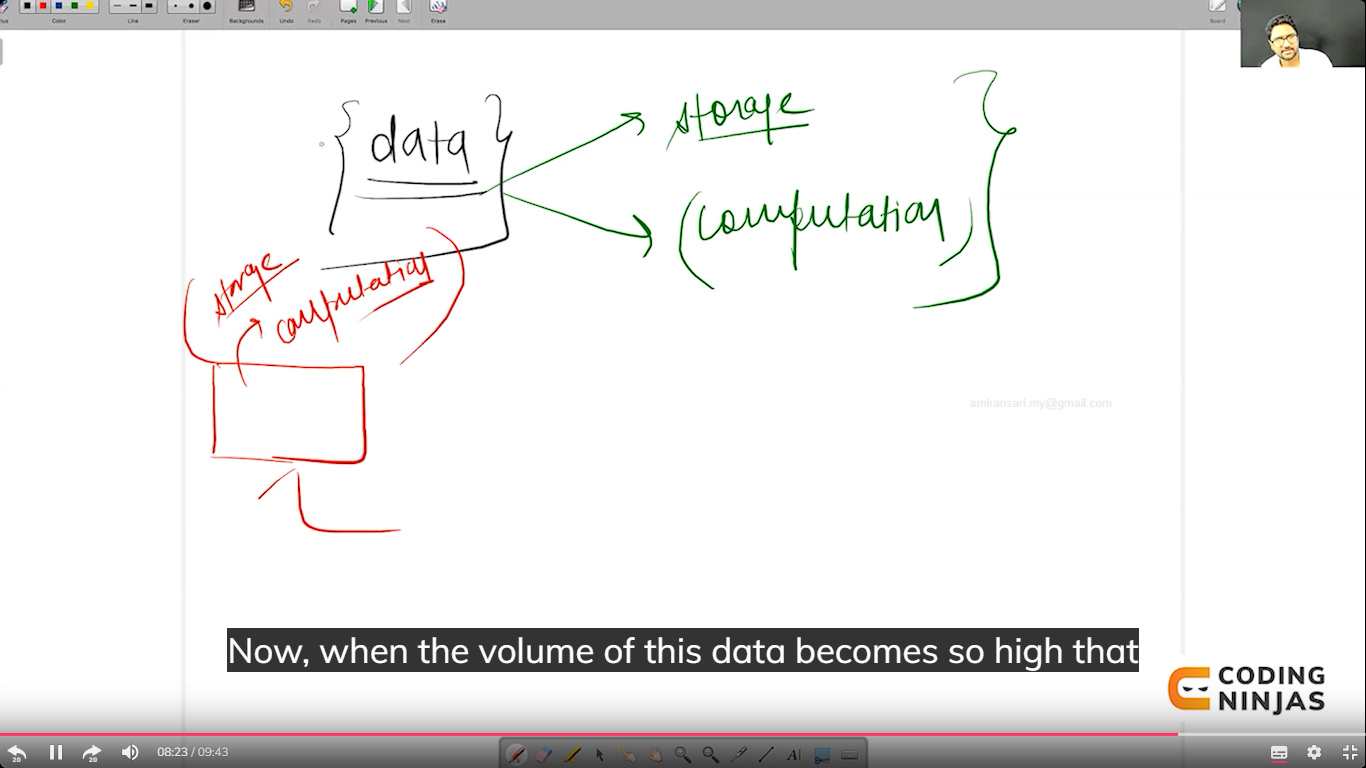 Color
Line
Eraser
Backgrounds
Undo
Redo
Pages
Previous
Next
Erase
Board
{ data }
storage
(computation)
storage
computation
amiransari.my@gmail.com
Now, when the volume of this data becomes so high that
CODING
NINJAS
20
20
08:23 / 09:43
AI